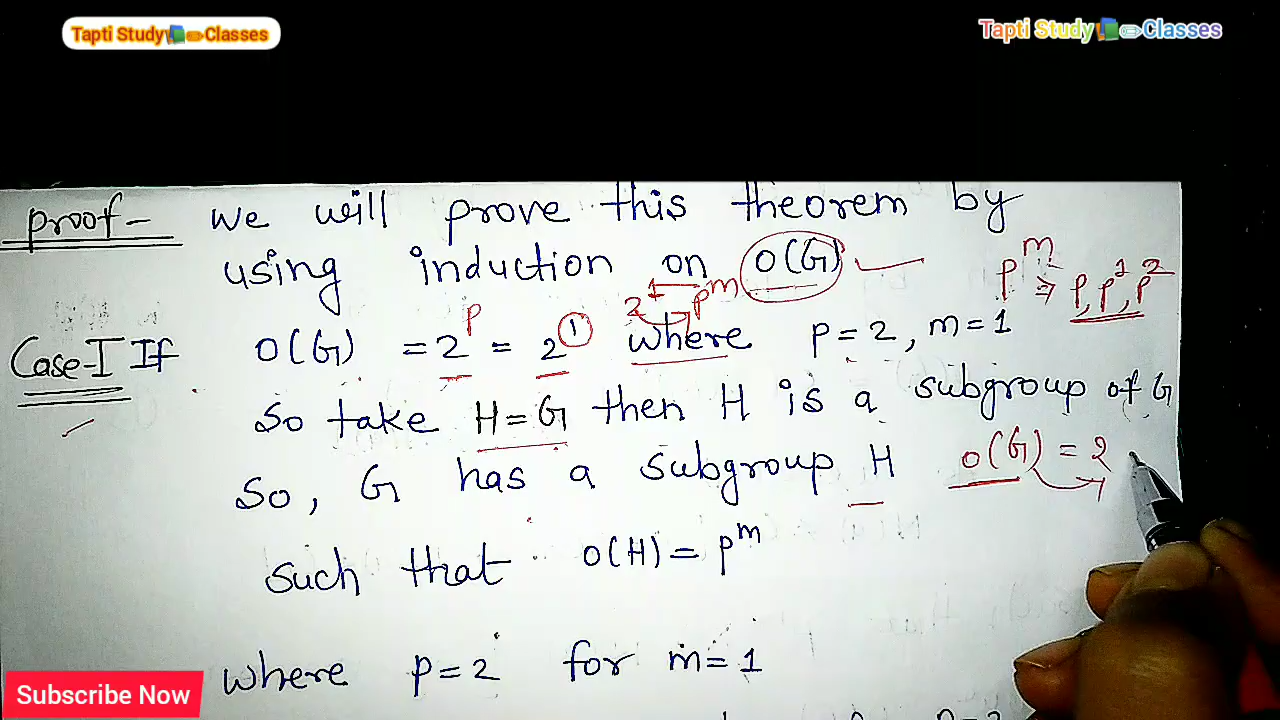 Tapti Study Classes
Tapti Study Classes
proof- we will prove this theorem by
using induction on o(G)
p^m ⇒ p, p^1, p^2
2^1 p^m
Case-I If o(G) = 2^p = 2^① where p=2, m=1
so take H=G then H is a subgroup of G
so, G has a subgroup H o(G) = 2
such that o(H) = p^m
where p=2 for m=1
Subscribe Now